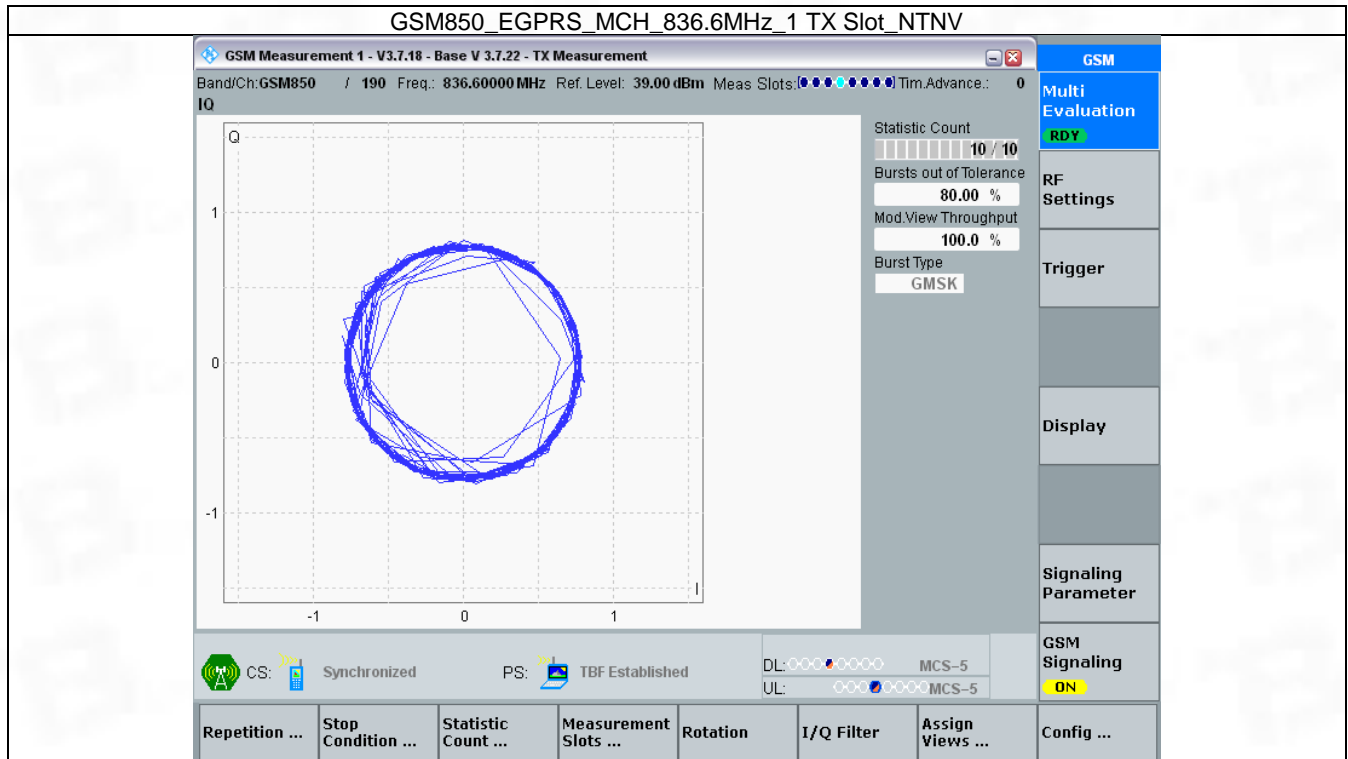 GSM850_EGPRS_MCH_836.6MHz_1 TX Slot_NTNV
GSM Measurement 1 - V3.7.18 - Base V 3.7.22 - TX Measurement
GSM
Band/Ch:GSM850 / 190 Freq.: 836.60000 MHz Ref. Level: 39.00 dBm Meas Slots: Tim.Advance.: 0
IQ
Multi
Evaluation
RDY
Q
1
0
-1
I
-1 0 1
Statistic Count
10 / 10
Bursts out of Tolerance
80.00 %
Mod.View Throughput
100.0 %
Burst Type
GMSK
RF
Settings
Trigger
Display
Signaling
Parameter
GSM
Signaling
ON
CS: Synchronized PS: TBF Established DL: MCS-5
UL: MCS-5
Repetition ...
Stop
Condition ...
Statistic
Count ...
Measurement
Slots ...
Rotation
I/Q Filter
Assign
Views ...
Config ...